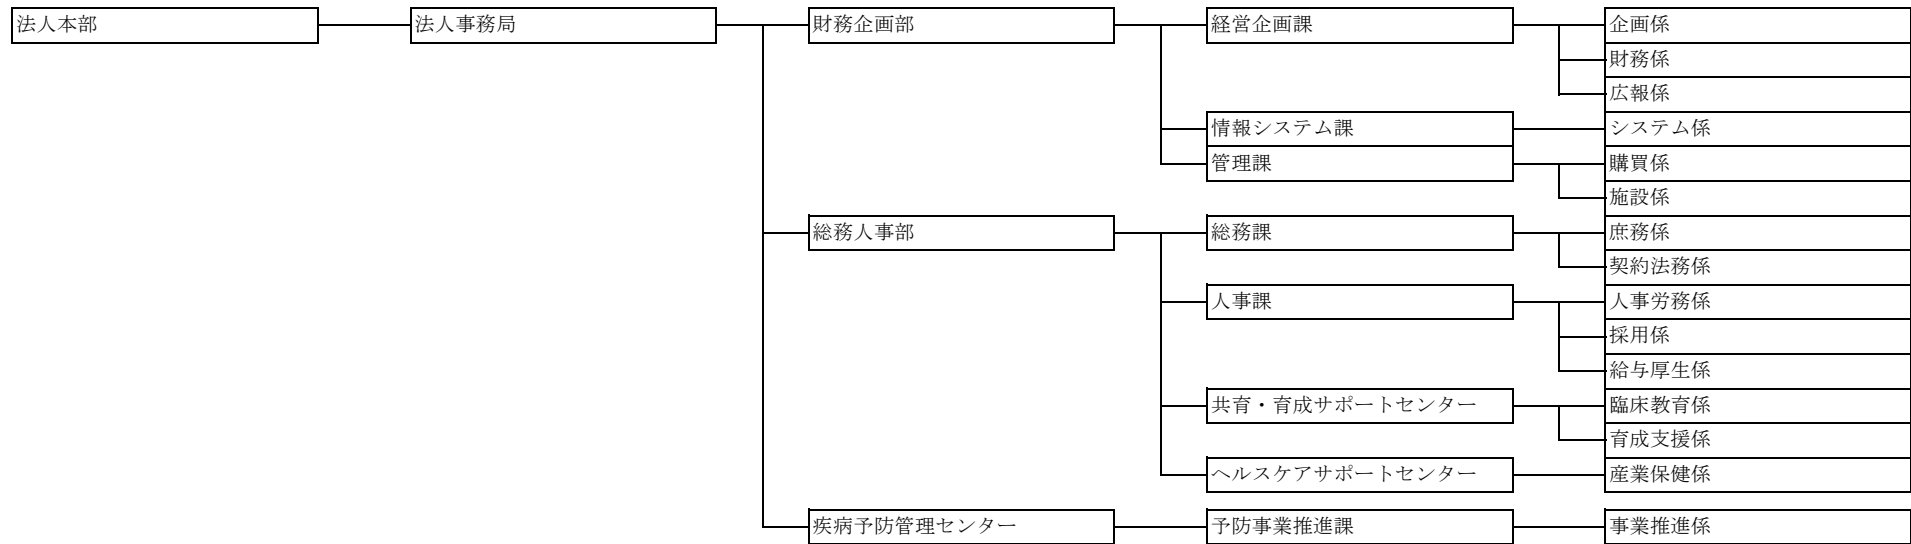 法人本部
法人事務局
財務企画部
経営企画課
企画係
財務係
広報係
情報システム課
システム係
管理課
購買係
施設係
総務人事部
総務課
庶務係
契約法務係
人事課
人事労務係
採用係
給与厚生係
共育・育成サポートセンター
臨床教育係
育成支援係
ヘルスケアサポートセンター
産業保健係
疾病予防管理センター
予防事業推進課
事業推進係